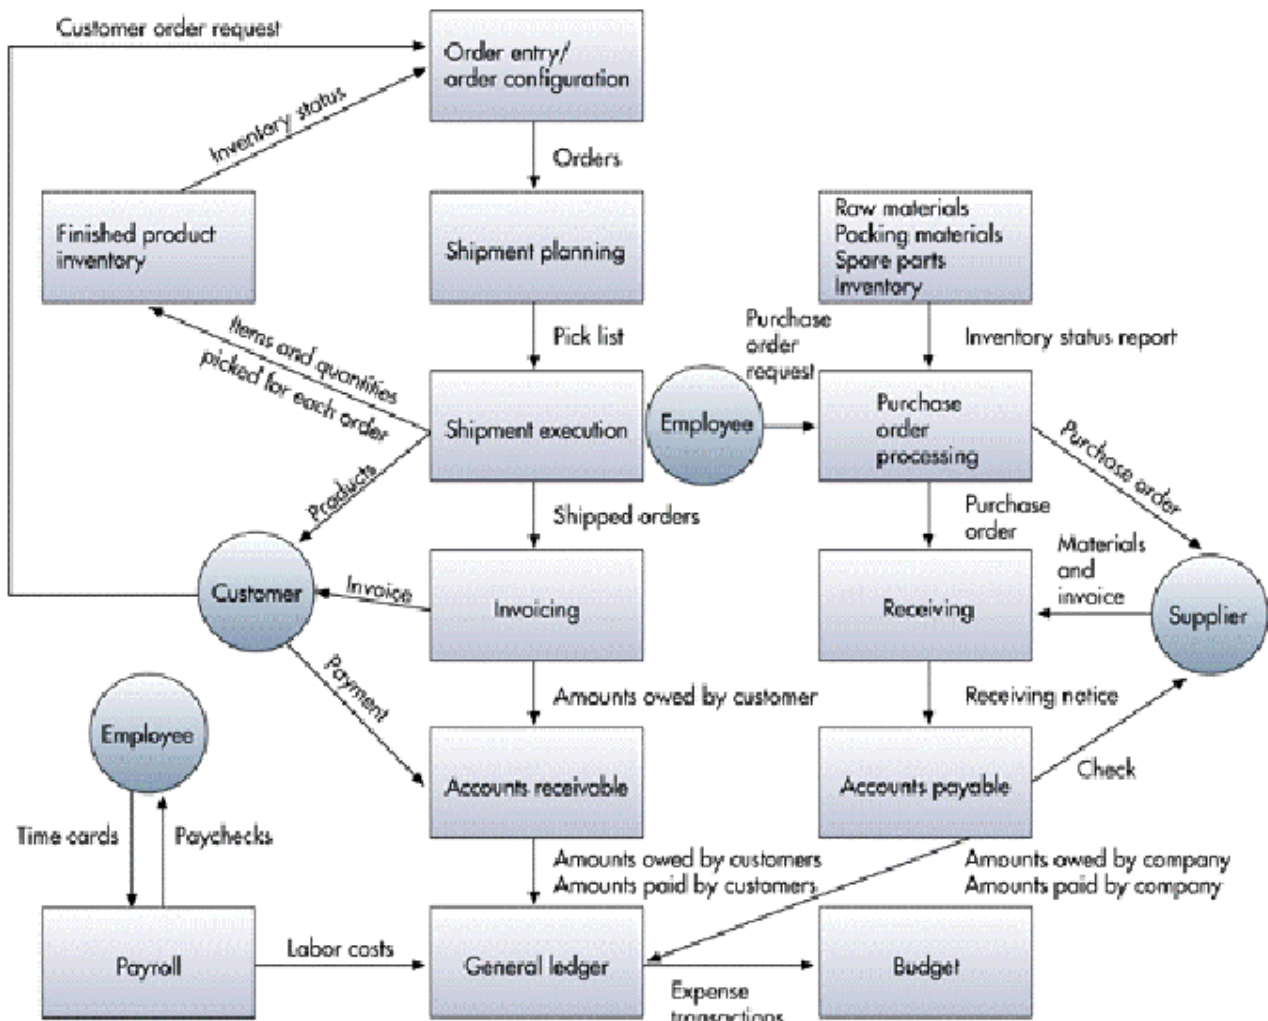 Customer order request
Order entry/
order configuration
Inventory status
Orders
Finished product
inventory
Shipment planning
Raw materials
Packing materials
Spare parts
Inventory
Items and quantities
picked for each order
Pick list
Purchase
order
request
Inventory status report
Shipment execution
Employee
Purchase
order
processing
Purchase order
Products
Shipped orders
Purchase
order
Materials
and
invoice
Customer
Invoice
Invoicing
Receiving
Supplier
Payment
Amounts owed by customer
Receiving notice
Employee
Accounts receivable
Accounts payable
Check
Time cards
Paychecks
Amounts owed by customers
Amounts paid by customers
Amounts owed by company
Amounts paid by company
Payroll
Labor costs
General ledger
Budget
Expense
transactions